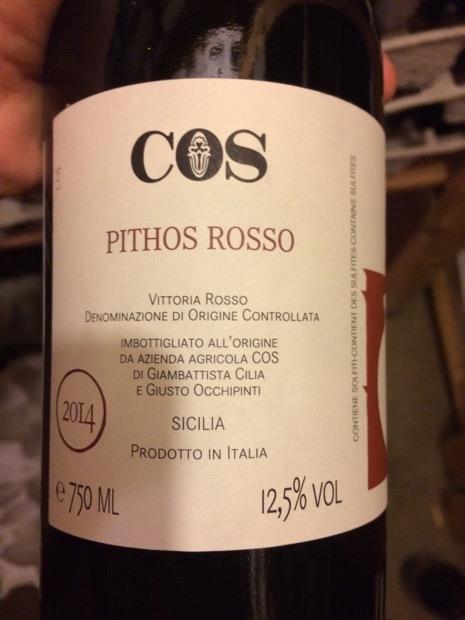 COS
PITHOS ROSSO
VITTORIA ROSSO
DENOMINAZIONE DI ORIGINE CONTROLLATA
IMBOTTIGLIATO ALL'ORIGINE
DA AZIENDA AGRICOLA COS
DI GIAMBATTISTA CILIA
E GIUSTO OCCHIPINTI
2014
SICILIA
PRODOTTO IN ITALIA
e 750 ML
12,5% VOL
CONTIENE SOLFITI-CONTIENT DES SULFITES-CONTAINS SULFITES